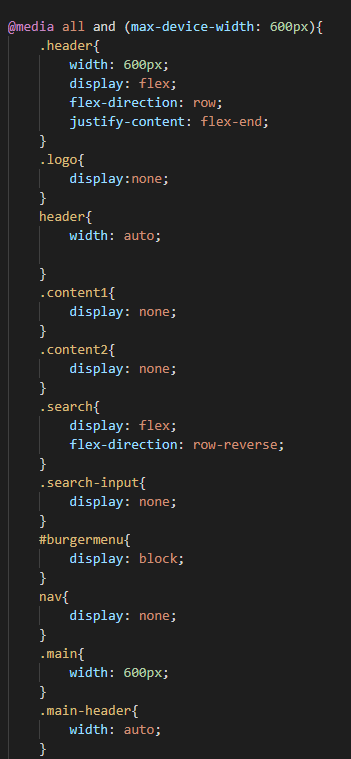 @media all and (max-device-width: 600px){
.header{
width: 600px;
display: flex;
flex-direction: row;
justify-content: flex-end;
}
.logo{
display:none;
}
header{
width: auto;
}
.content1{
display: none;
}
.content2{
display: none;
}
.search{
display: flex;
flex-direction: row-reverse;
}
.search-input{
display: none;
}
#burgermenu{
display: block;
}
nav{
display: none;
}
.main{
width: 600px;
}
.main-header{
width: auto;
}